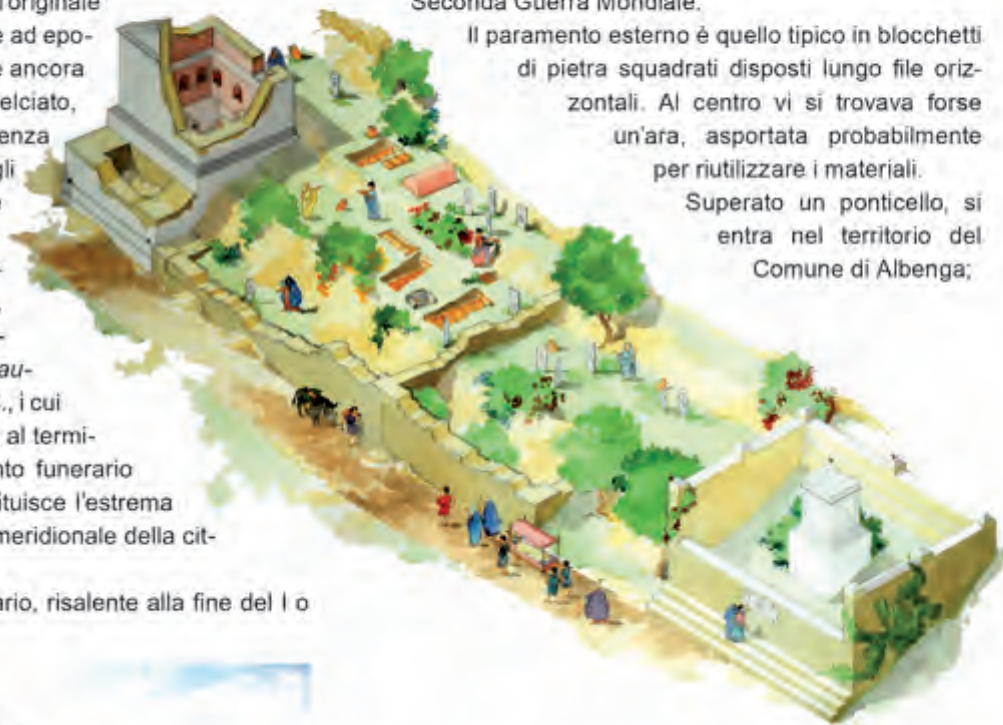 l'originale
e ad epo-
e ancora
elciato,
enza
gli
au-
., i cui
al termi-
nto funerario
tituisce l'estrema
meridionale della cit-
ario, risalente alla fine del I o
Seconda Guerra Mondiale.
Il paramento esterno è quello tipico in blocchetti
di pietra squadrati disposti lungo file oriz-
zontali. Al centro vi si trovava forse
un'ara, asportata probabilmente
per riutilizzare i materiali.
Superato un ponticello, si
entra nel territorio del
Comune di Albenga;